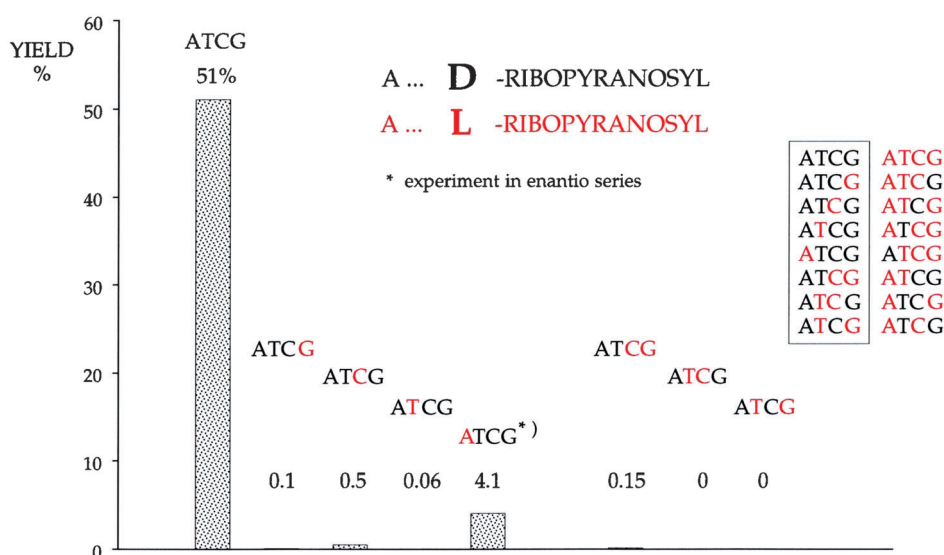 YIELD
%
60
50
40
30
20
10
0
ATCG
51%
A ... D -RIBOPYRANOSYL
A ... L -RIBOPYRANOSYL
* experiment in enantio series
ATCG
ATCG
ATCG
ATCG*)
ATCG
ATCG
ATCG
0.1 0.5 0.06 4.1 0.15 0 0
ATCG ATCG
ATCG ATCG
ATCG ATCG
ATCG ATCG
ATCG ATCG
ATCG ATCG
ATCG ATCG
ATCG ATCG